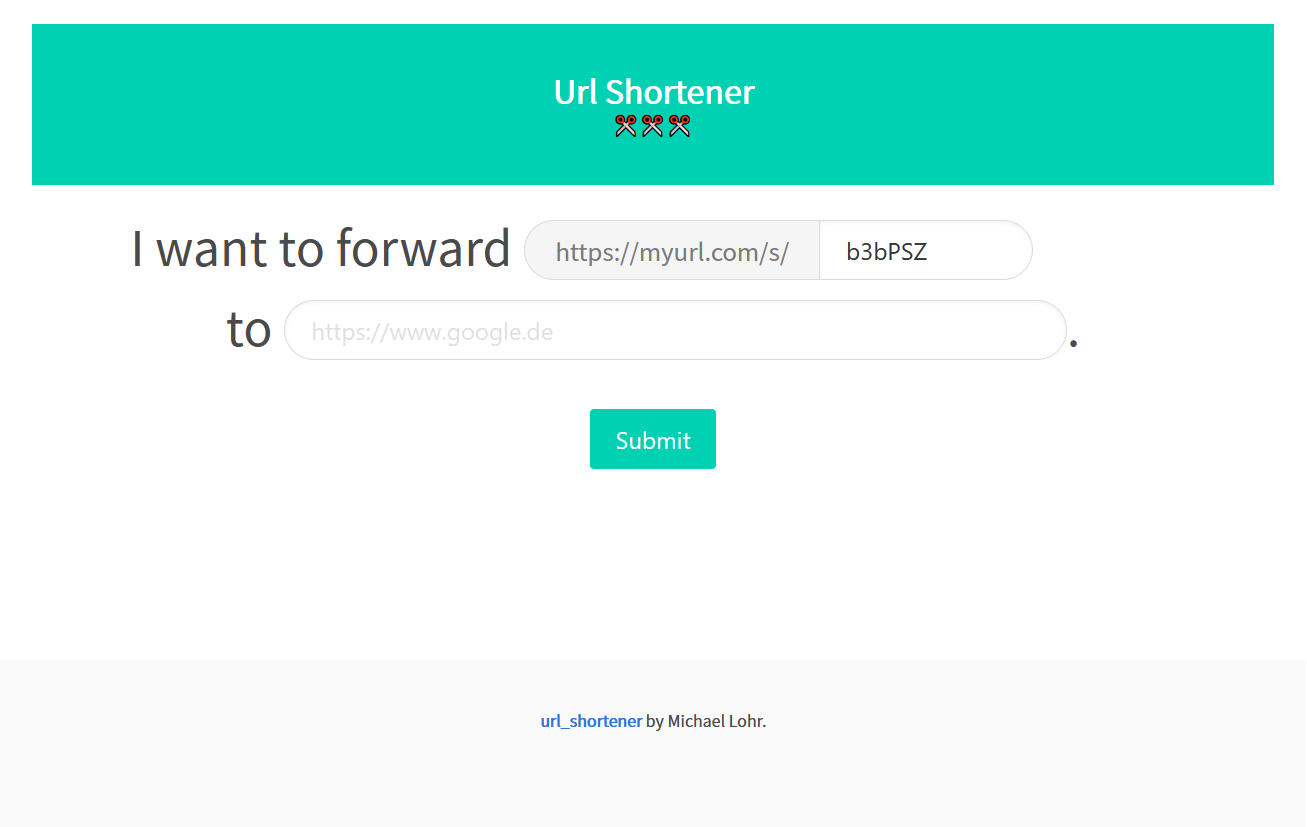 Url Shortener
I want to forward https://myurl.com/s/ b3bPSZ
to https://www.google.de .
Submit
url_shortener by Michael Lohr.